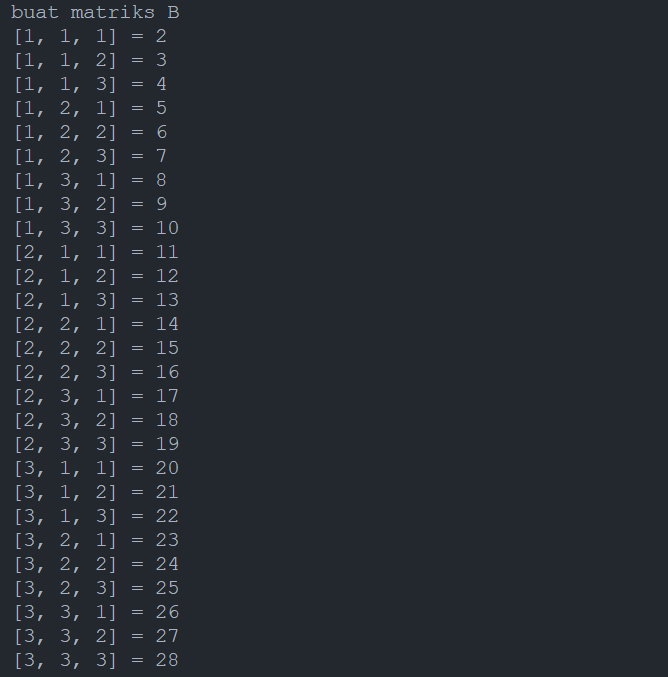 buat matriks B
[1, 1, 1] = 2
[1, 1, 2] = 3
[1, 1, 3] = 4
[1, 2, 1] = 5
[1, 2, 2] = 6
[1, 2, 3] = 7
[1, 3, 1] = 8
[1, 3, 2] = 9
[1, 3, 3] = 10
[2, 1, 1] = 11
[2, 1, 2] = 12
[2, 1, 3] = 13
[2, 2, 1] = 14
[2, 2, 2] = 15
[2, 2, 3] = 16
[2, 3, 1] = 17
[2, 3, 2] = 18
[2, 3, 3] = 19
[3, 1, 1] = 20
[3, 1, 2] = 21
[3, 1, 3] = 22
[3, 2, 1] = 23
[3, 2, 2] = 24
[3, 2, 3] = 25
[3, 3, 1] = 26
[3, 3, 2] = 27
[3, 3, 3] = 28